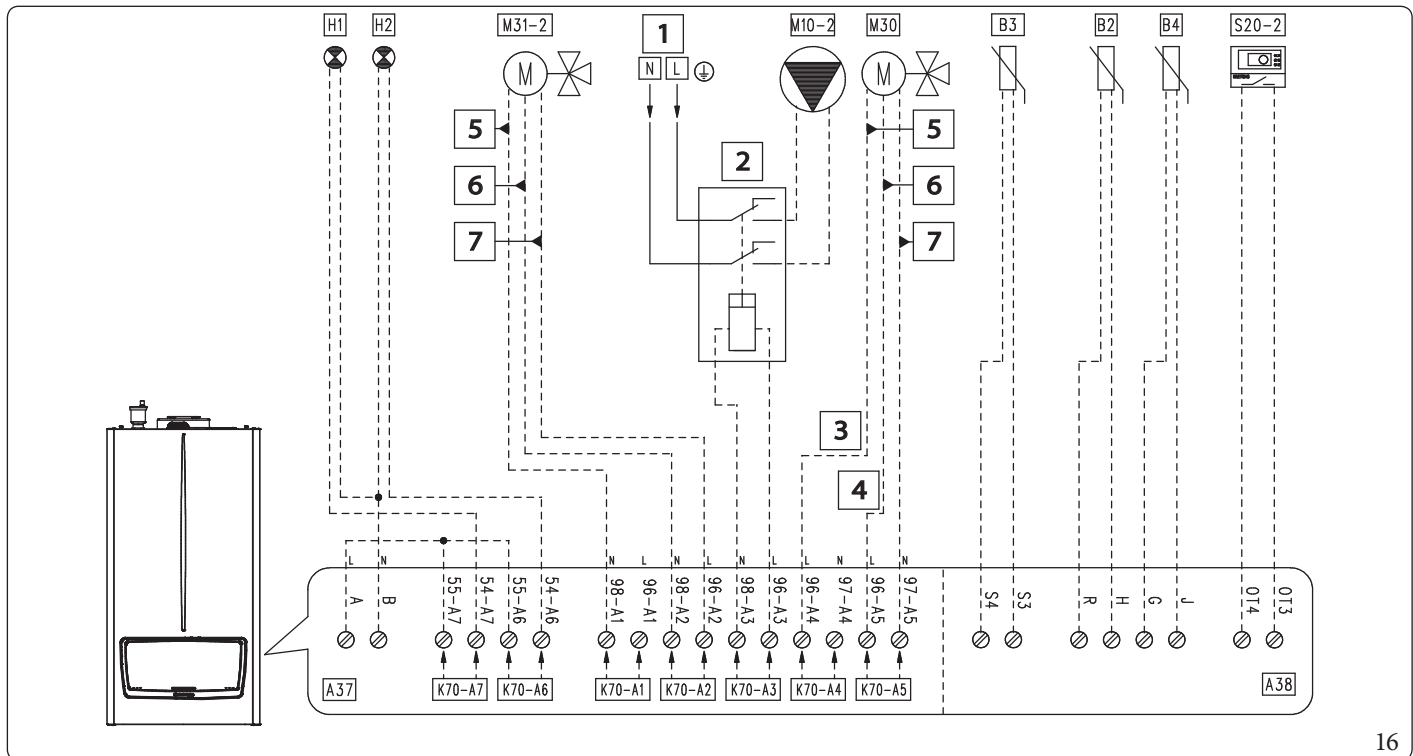 H1 H2 M31-2 1 M10-2 M30 B3 B2 B4 S20-2
N L
M M
5 5
2
6 6
7 7
3
4
L N N L N L N L L N L N
A B 55-A7 54-A7 55-A6 54-A6 98-A1 96-A1 98-A2 96-A2 98-A3 96-A3 96-A4 97-A4 96-A5 97-A5 S4 S3 R H G J OT4 OT3
A37 K70-A7 K70-A6 K70-A1 K70-A2 K70-A3 K70-A4 K70-A5 A38
16